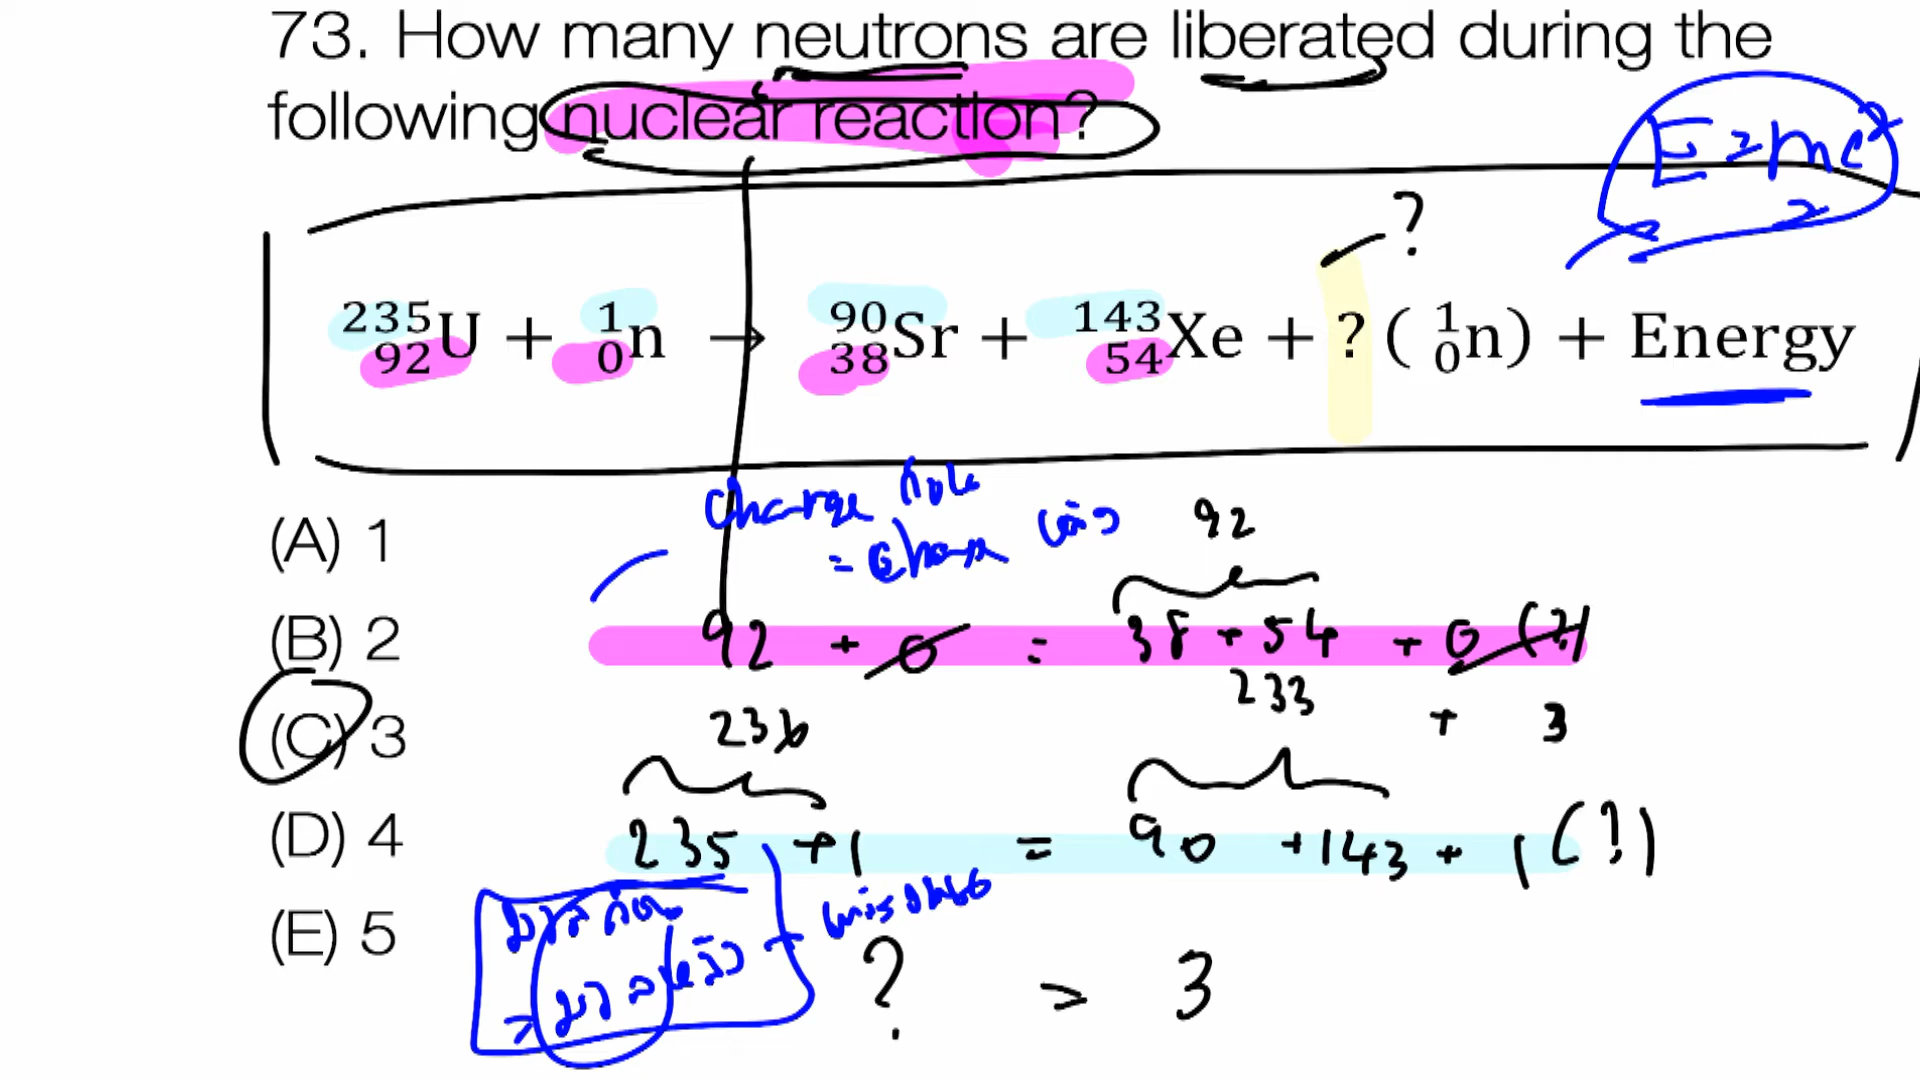 73. How many neutrons are liberated during the
following nuclear reaction?
E = mc²
?
²³⁵₉₂U + ¹₀n → ⁹⁰₃₈Sr + ¹⁴³₅₄Xe + ? ( ¹₀n) + Energy
charge
92
(A) 1
=
92 + 0 = 38 + 54 + 0 (?)
(B) 2
236
233 + 3
(C) 3
235 + 1 = 90 + 143 + 1 (?)
(D) 4
? = 3
(E) 5